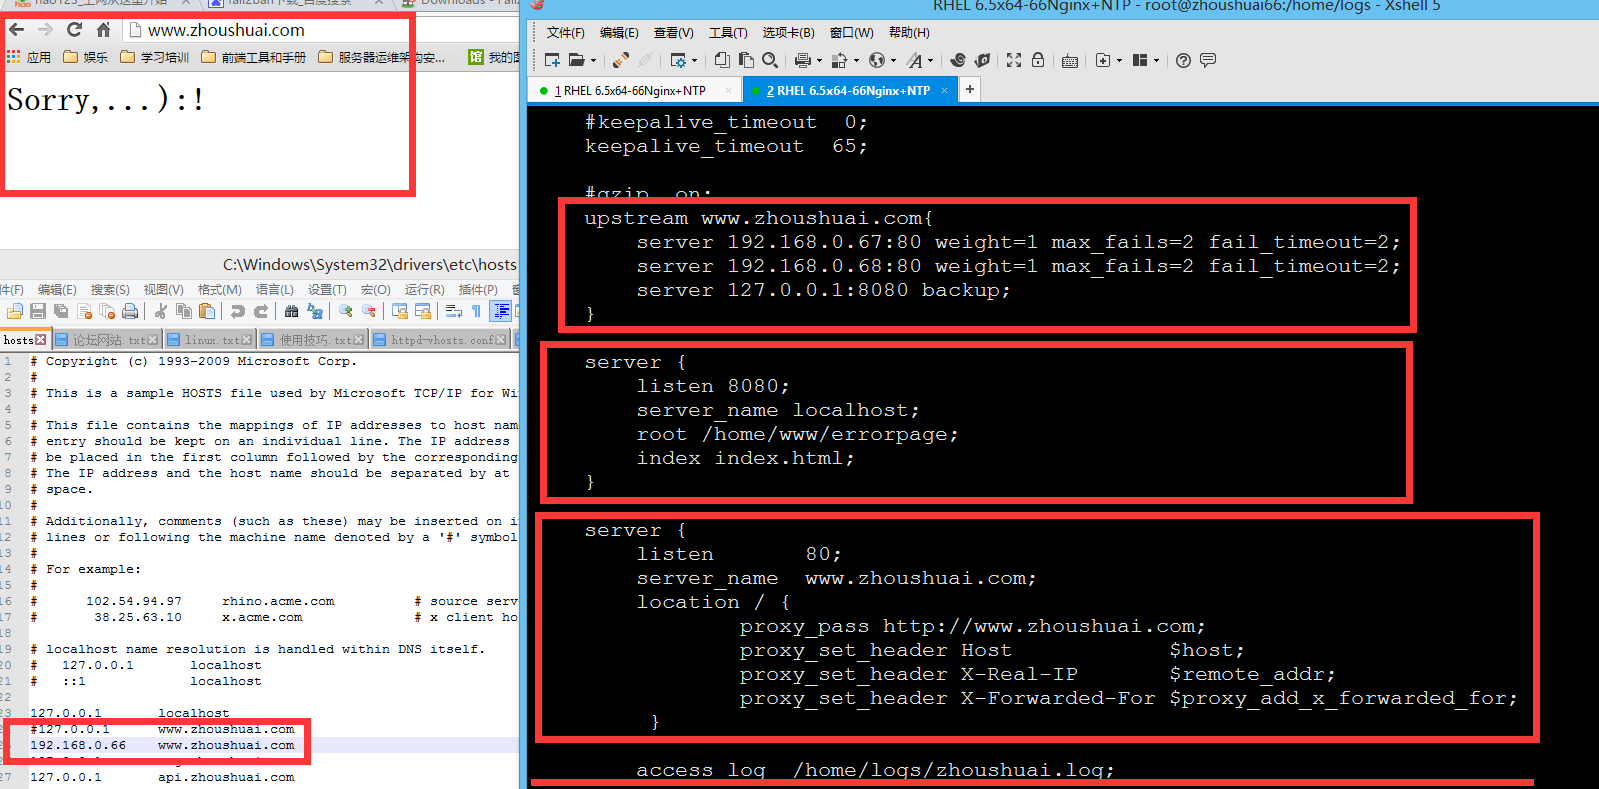 hao123_上网从这里开始
fail2ban下载_百度搜索
Downloads - Fail2
www.zhoushuai.com
应用 娱乐 学习培训 前端工具和手册 服务器运维架构安... 我的图
Sorry,...):!
C:\Windows\System32\drivers\etc\hosts
件(F) 编辑(E) 搜索(S) 视图(V) 格式(M) 语言(L) 设置(T) 宏(O) 运行(R) 插件(P)
hosts 论坛网站.txt linux.txt 使用技巧.txt httpd-vhosts.conf
1 # Copyright (c) 1993-2009 Microsoft Corp.
2 #
3 # This is a sample HOSTS file used by Microsoft TCP/IP for Wi
4 #
5 # This file contains the mappings of IP addresses to host nam
6 # entry should be kept on an individual line. The IP address
7 # be placed in the first column followed by the corresponding
8 # The IP address and the host name should be separated by at
9 # space.
10 #
11 # Additionally, comments (such as these) may be inserted on i
12 # lines or following the machine name denoted by a '#' symbol
13 #
14 # For example:
15 #
16 # 102.54.94.97 rhino.acme.com # source serv
17 # 38.25.63.10 x.acme.com # x client ho
18
19 # localhost name resolution is handled within DNS itself.
20 # 127.0.0.1 localhost
21 # ::1 localhost
22
23 127.0.0.1 localhost
#127.0.0.1 www.zhoushuai.com
192.168.0.66 www.zhoushuai.com
27 127.0.0.1 api.zhoushuai.com
RHEL 6.5x64-66Nginx+NTP - root@zhoushuai66:/home/logs - Xshell 5
文件(F) 编辑(E) 查看(V) 工具(T) 选项卡(B) 窗口(W) 帮助(H)
1 RHEL 6.5x64-66Nginx+NTP 2 RHEL 6.5x64-66Nginx+NTP
#keepalive_timeout 0;
keepalive_timeout 65;
#gzip on;
upstream www.zhoushuai.com{
server 192.168.0.67:80 weight=1 max_fails=2 fail_timeout=2;
server 192.168.0.68:80 weight=1 max_fails=2 fail_timeout=2;
server 127.0.0.1:8080 backup;
}
server {
listen 8080;
server_name localhost;
root /home/www/errorpage;
index index.html;
}
server {
listen 80;
server_name www.zhoushuai.com;
location / {
proxy_pass http://www.zhoushuai.com;
proxy_set_header Host $host;
proxy_set_header X-Real-IP $remote_addr;
proxy_set_header X-Forwarded-For $proxy_add_x_forwarded_for;
}
access_log /home/logs/zhoushuai.log;